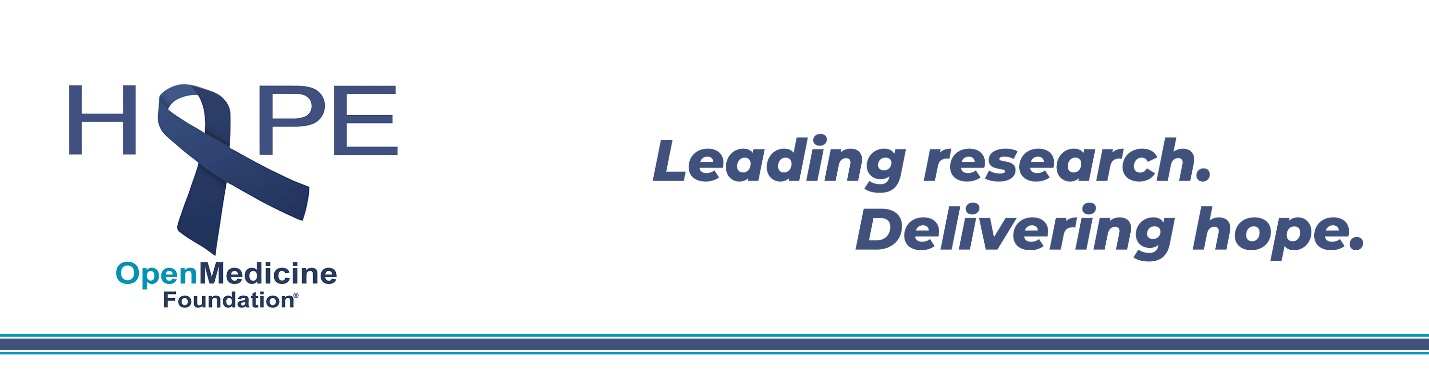 HOPE
OpenMedicine
Foundation®
Leading research.
Delivering hope.